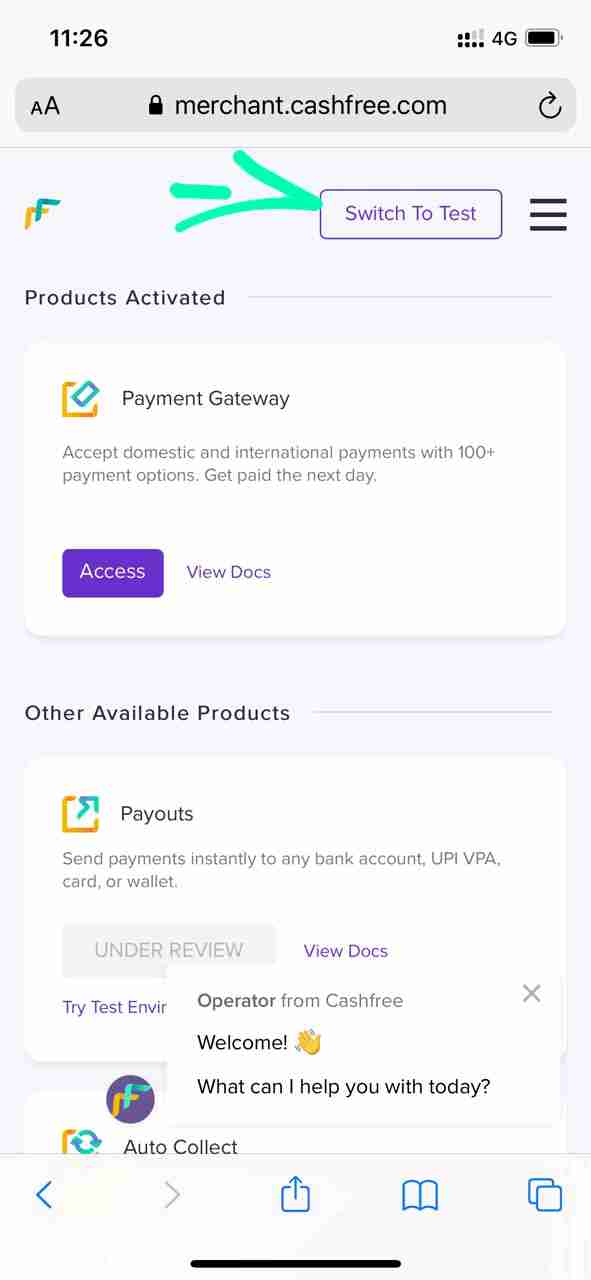 11:26
4G
AA merchant.cashfree.com
Switch To Test
Products Activated
Payment Gateway
Accept domestic and international payments with 100+
payment options. Get paid the next day.
Access View Docs
Other Available Products
Payouts
Send payments instantly to any bank account, UPI VPA,
card, or wallet.
UNDER REVIEW View Docs
Try Test Envir
Operator from Cashfree
Welcome! 👋
What can I help you with today?
Auto Collect